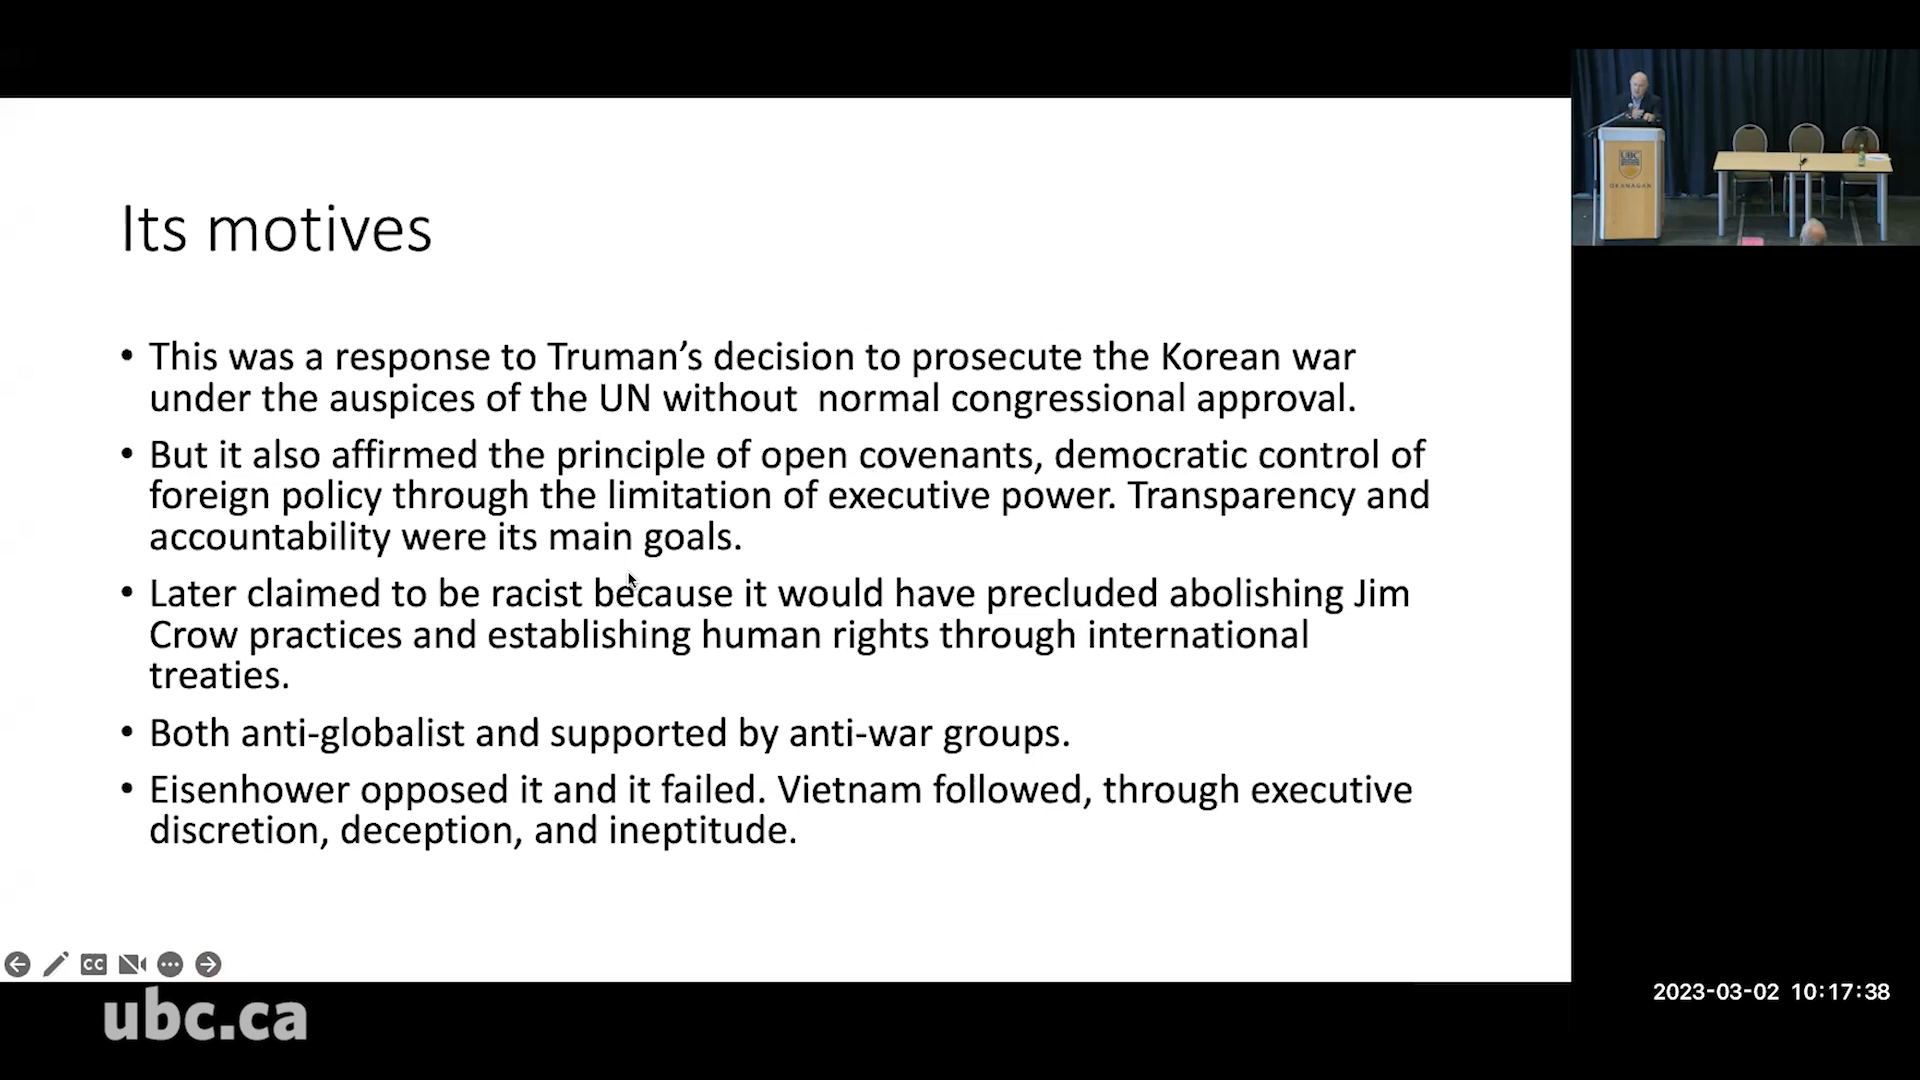 Its motives
• This was a response to Truman’s decision to prosecute the Korean war
under the auspices of the UN without  normal congressional approval.
• But it also affirmed the principle of open covenants, democratic control of
foreign policy through the limitation of executive power. Transparency and
accountability were its main goals.
• Later claimed to be racist because it would have precluded abolishing Jim
Crow practices and establishing human rights through international
treaties.
• Both anti-globalist and supported by anti-war groups.
• Eisenhower opposed it and it failed. Vietnam followed, through executive
discretion, deception, and ineptitude.
UBC
OKANAGAN
CC
ubc.ca
2023-03-02 10:17:38